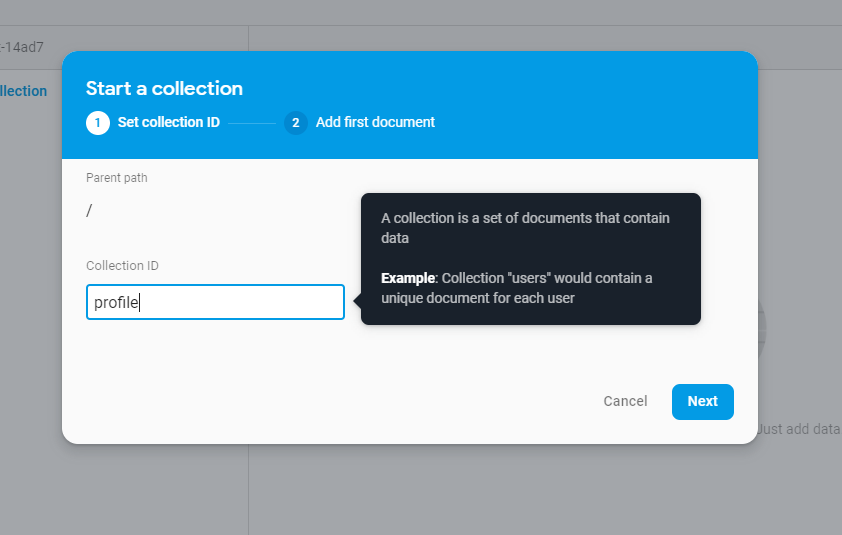 -14ad7
llection
Start a collection
1 Set collection ID 2 Add first document
Parent path
/
Collection ID
profile
A collection is a set of documents that contain
data
Example: Collection "users" would contain a
unique document for each user
Cancel Next
Just add data